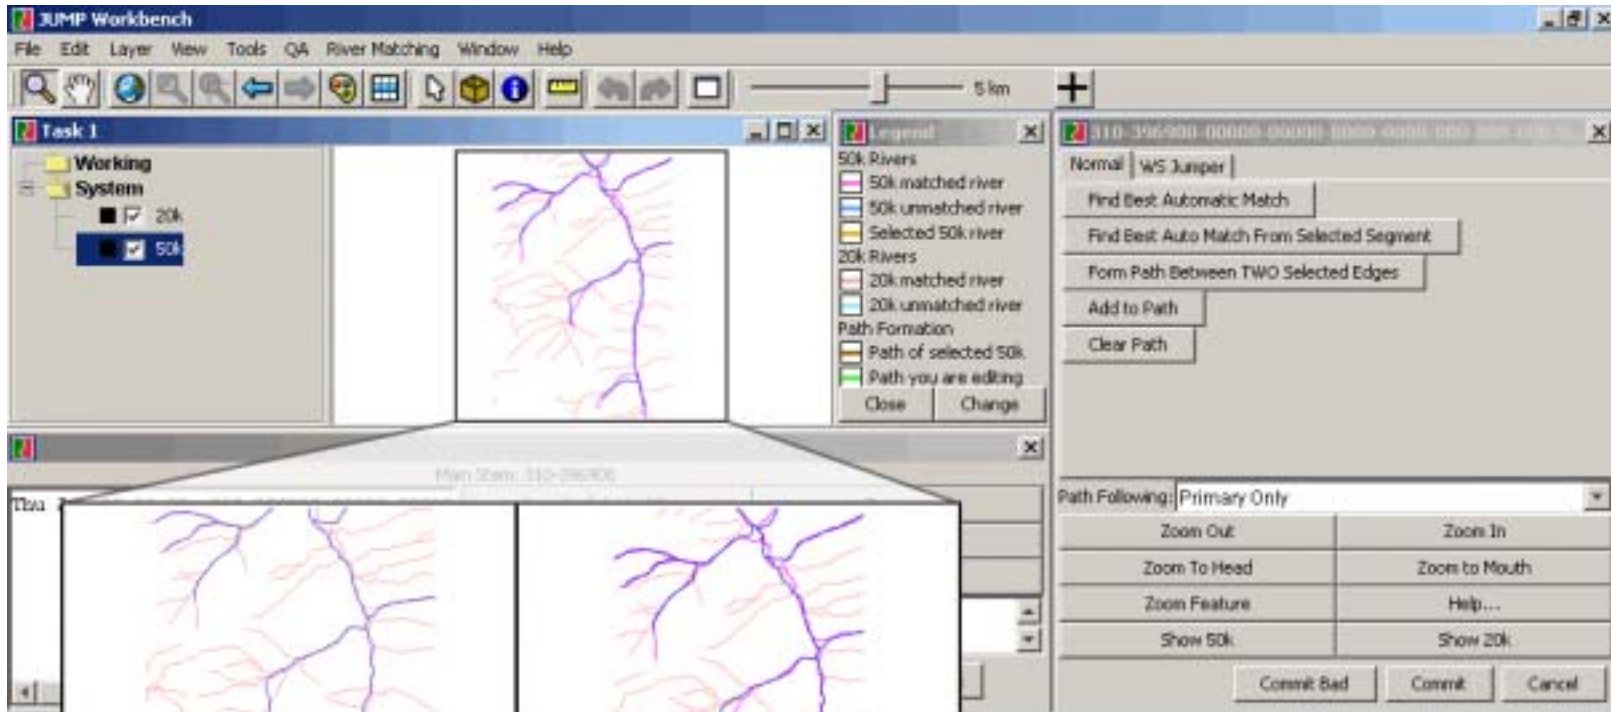 JUMP Workbench
File Edit Layer View Tools QA River Matching Window Help
5 km
Task 1
Working
System
20k
50k
Legend
50k Rivers
50k matched river
50k unmatched river
Selected 50k river
20k Rivers
20k matched river
20k unmatched river
Path Formation
Path of selected 50k
Path you are editing
Close Change
Normal WS Jumper
Find Best Automatic Match
Find Best Auto Match From Selected Segment
Form Path Between TWO Selected Edges
Add to Path
Clear Path
Main Stem: 310-396900
Thu
Path Following: Primary Only
Zoom Out Zoom In
Zoom To Head Zoom to Mouth
Zoom Feature Help...
Show 50k Show 20k
Commit Bad Commit Cancel